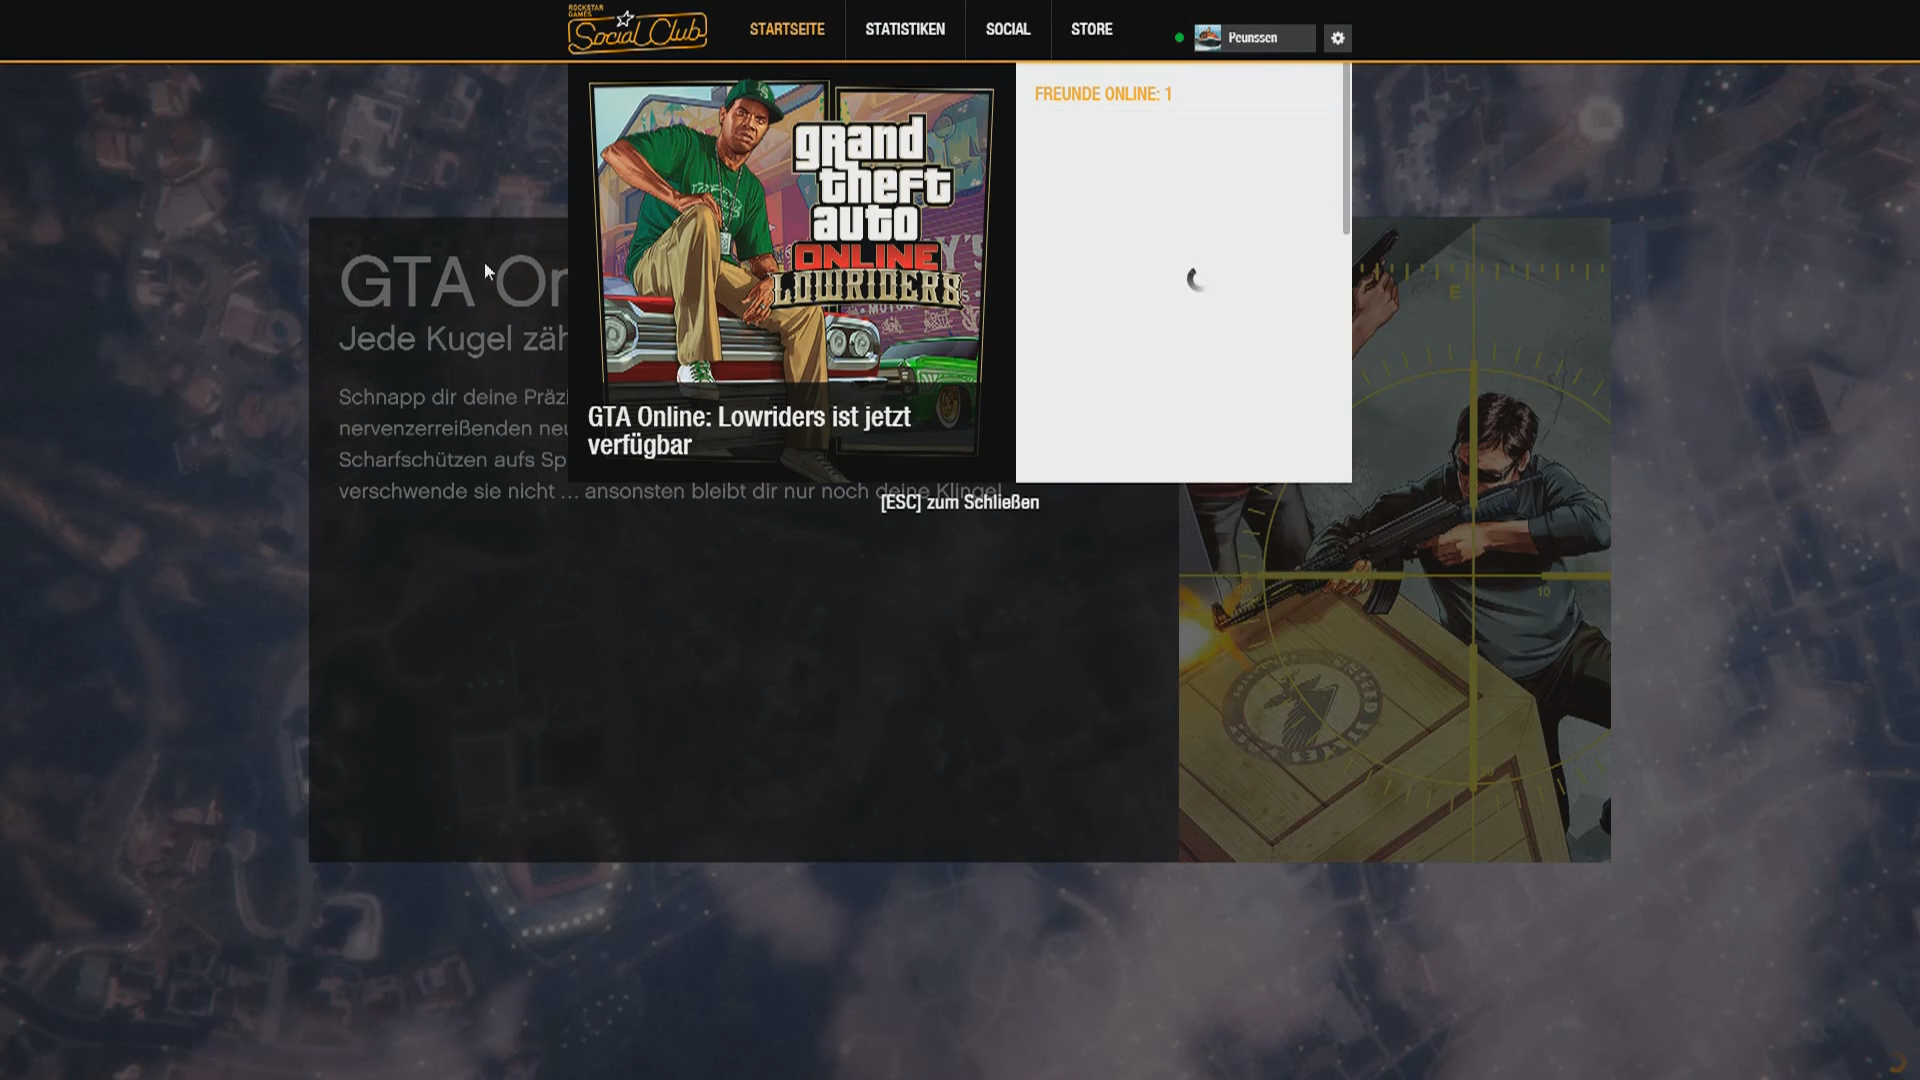 ROCKSTAR
GAMES
Social Club
STARTSEITE
STATISTIKEN
SOCIAL
STORE
Peunssen
FREUNDE ONLINE: 1
grand
theft
auto
ONLINE
LOWRIDERS
GTA Online: Lowriders ist jetzt
verfügbar
GTA On
Jede Kugel zäh
Schnapp dir deine Präzi
nervenzerreißenden neu
Scharfschützen aufs Sp
verschwende sie nicht ... ansonsten bleibt dir nur noch deine Klinge!
[ESC] zum Schließen
E
10